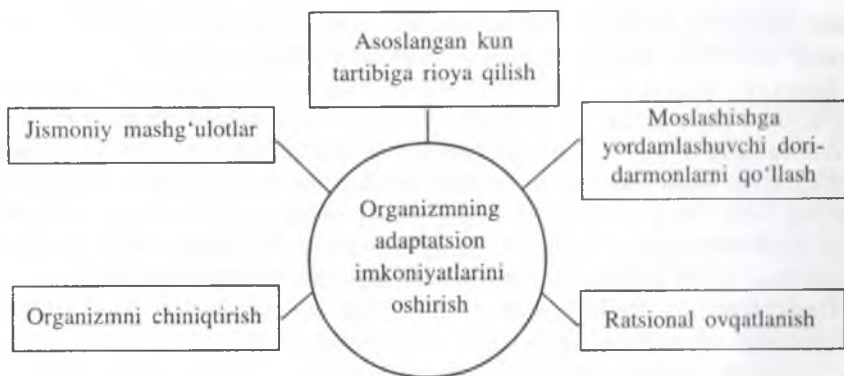 Asoslangan kun
tartibiga rioya qilish
Jismoniy mashg‘ulotlar
Moslashishga
yordamlashuvchi dori-
darmonlarni qo‘llash
Organizmning
adaptatsion
imkoniyatlarini
oshirish
Organizmni chiniqtirish
Ratsional ovqatlanish